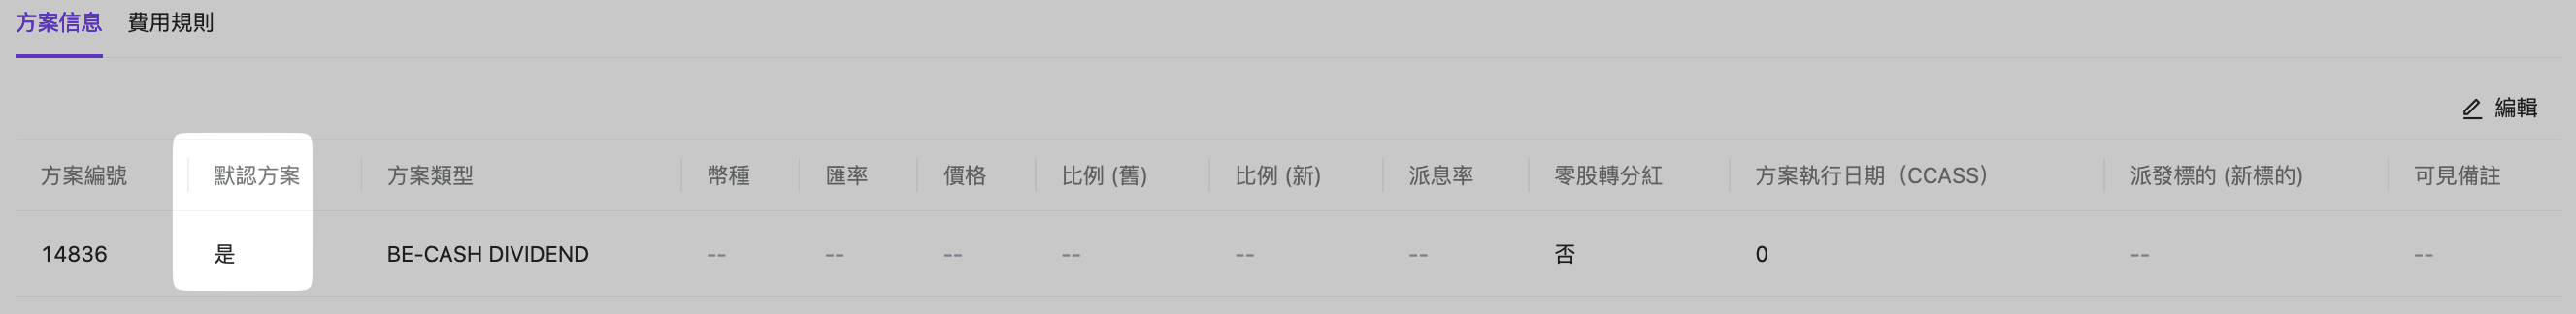 方案信息 費用規則
編輯
方案編號 默認方案 方案類型 幣種 匯率 價格 比例 (舊) 比例 (新) 派息率 零股轉分紅 方案執行日期（CCASS） 派發標的 (新標的) 可見備註
14836 是 BE-CASH DIVIDEND -- -- -- -- -- -- 否 0 -- --